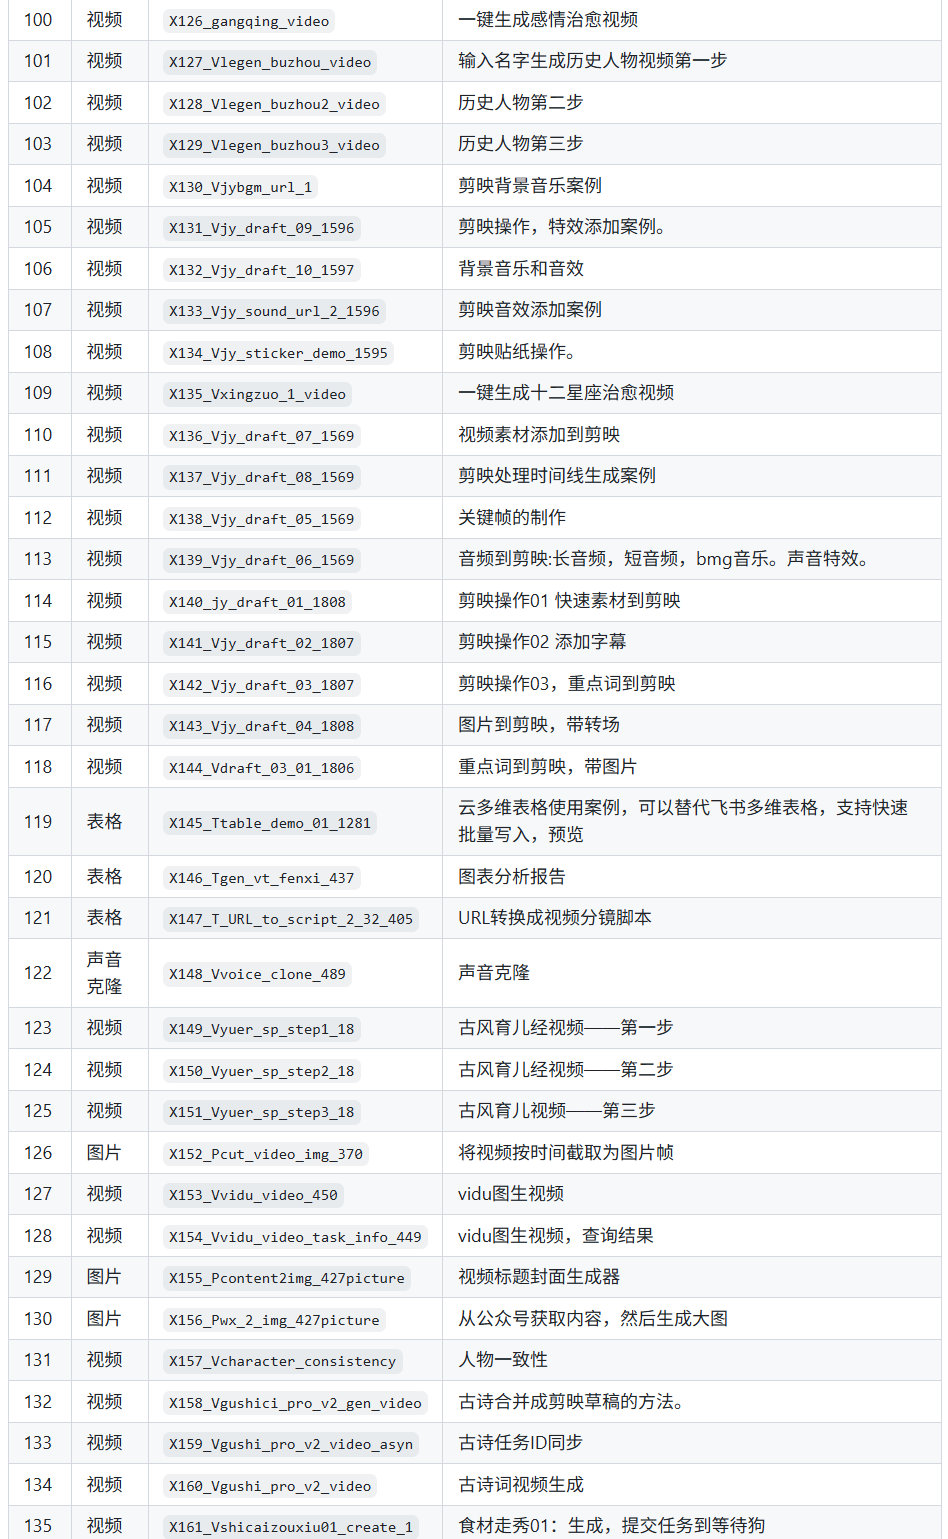 100 视频 X126_gangqing_video 一键生成感情治愈视频
101 视频 X127_Vlegen_buzhou_video 输入名字生成历史人物视频第一步
102 视频 X128_Vlegen_buzhou2_video 历史人物第二步
103 视频 X129_Vlegen_buzhou3_video 历史人物第三步
104 视频 X130_Vjybgm_url_1 剪映背景音乐案例
105 视频 X131_Vjy_draft_09_1596 剪映操作，特效添加案例。
106 视频 X132_Vjy_draft_10_1597 背景音乐和音效
107 视频 X133_Vjy_sound_url_2_1596 剪映音效添加案例
108 视频 X134_Vjy_sticker_demo_1595 剪映贴纸操作。
109 视频 X135_Vxingzuo_1_video 一键生成十二星座治愈视频
110 视频 X136_Vjy_draft_07_1569 视频素材添加到剪映
111 视频 X137_Vjy_draft_08_1569 剪映处理时间线生成案例
112 视频 X138_Vjy_draft_05_1569 关键帧的制作
113 视频 X139_Vjy_draft_06_1569 音频到剪映:长音频，短音频，bmg音乐。声音特效。
114 视频 X140_jy_draft_01_1808 剪映操作01 快速素材到剪映
115 视频 X141_Vjy_draft_02_1807 剪映操作02 添加字幕
116 视频 X142_Vjy_draft_03_1807 剪映操作03，重点词到剪映
117 视频 X143_Vjy_draft_04_1808 图片到剪映，带转场
118 视频 X144_Vdraft_03_01_1806 重点词到剪映，带图片
119 表格 X145_Ttable_demo_01_1281 云多维表格使用案例，可以替代飞书多维表格，支持快速
批量写入，预览
120 表格 X146_Tgen_vt_fenxi_437 图表分析报告
121 表格 X147_T_URL_to_script_2_32_405 URL转换成视频分镜脚本
122 声音
克隆 X148_Vvoice_clone_489 声音克隆
123 视频 X149_Vyuer_sp_step1_18 古风育儿经视频——第一步
124 视频 X150_Vyuer_sp_step2_18 古风育儿经视频——第二步
125 视频 X151_Vyuer_sp_step3_18 古风育儿视频——第三步
126 图片 X152_Pcut_video_img_370 将视频按时间截取为图片帧
127 视频 X153_Vvidu_video_450 vidu图生视频
128 视频 X154_Vvidu_video_task_info_449 vidu图生视频，查询结果
129 图片 X155_Pcontent2img_427picture 视频标题封面生成器
130 图片 X156_Pwx_2_img_427picture 从公众号获取内容，然后生成大图
131 视频 X157_Vcharacter_consistency 人物一致性
132 视频 X158_Vgushici_pro_v2_gen_video 古诗合并成剪映草稿的方法。
133 视频 X159_Vgushi_pro_v2_video_asyn 古诗任务ID同步
134 视频 X160_Vgushi_pro_v2_video 古诗词视频生成
135 视频 X161_Vshicaizouxiu01_create_1 食材走秀01：生成，提交任务到等待狗